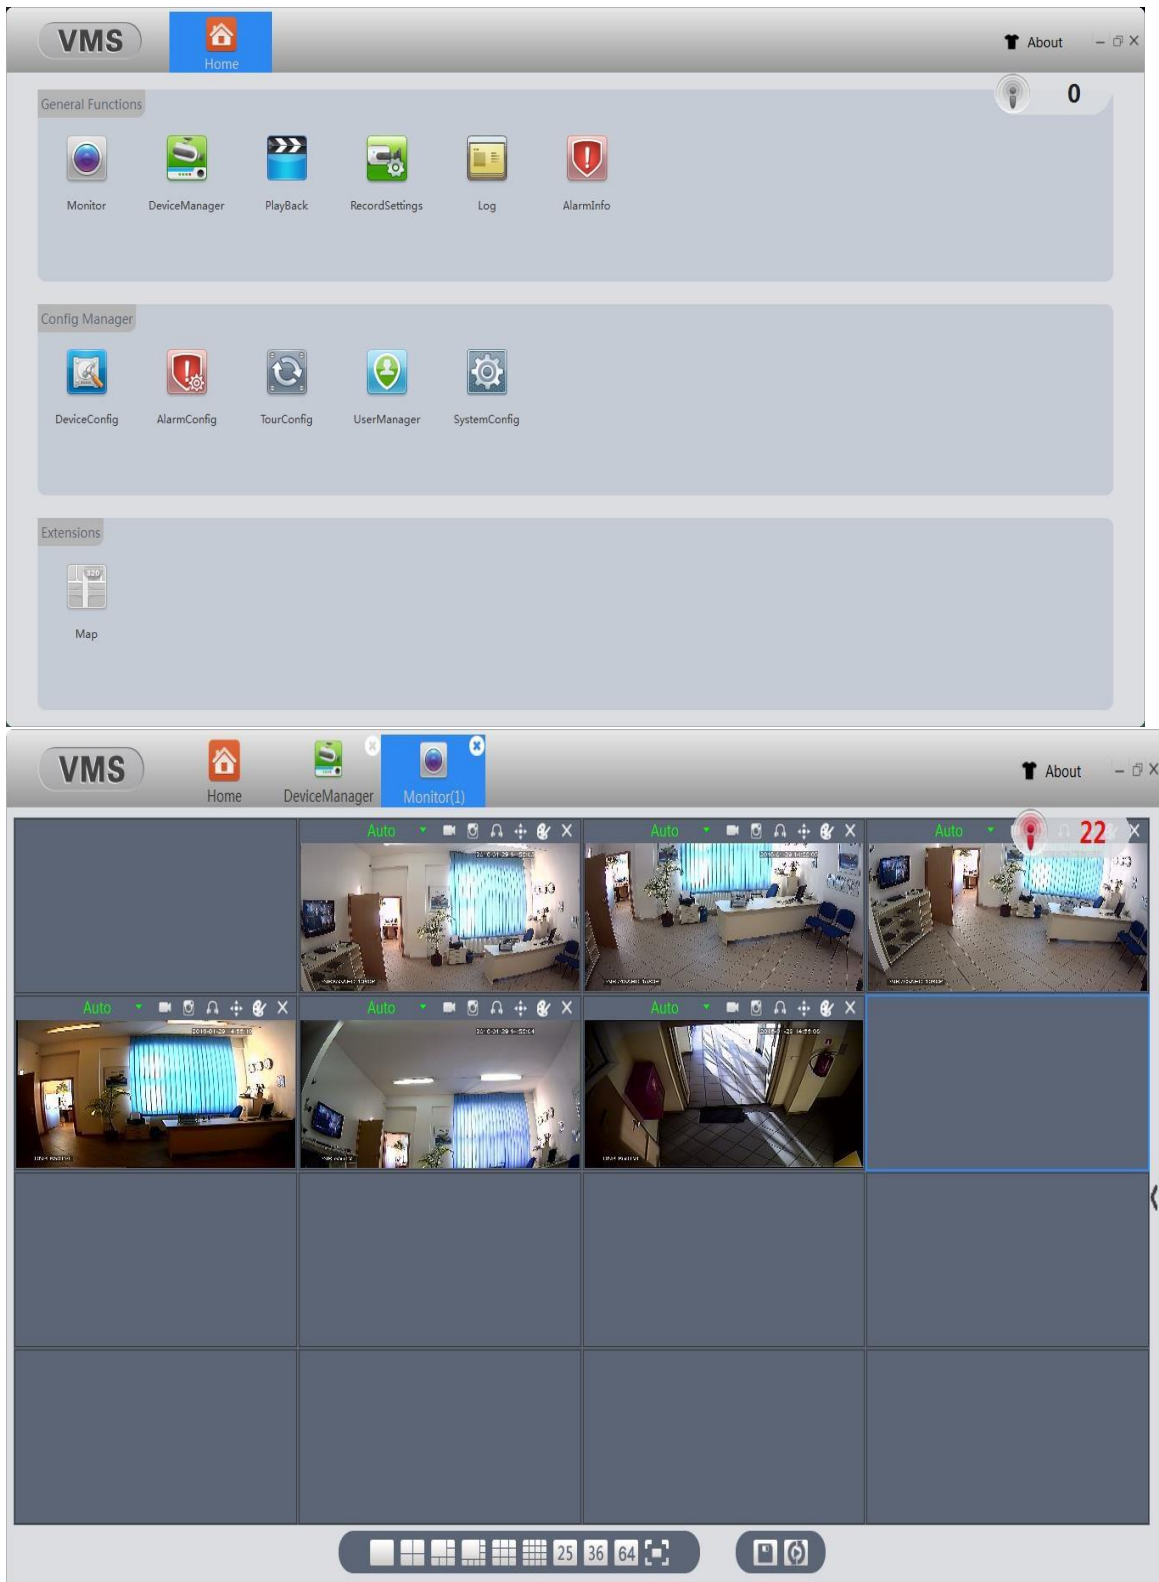 VMS
Home
About
General Functions
0
Monitor
DeviceManager
PlayBack
RecordSettings
Log
AlarmInfo
Config Manager
DeviceConfig
AlarmConfig
TourConfig
UserManager
SystemConfig
Extensions
320
Map
VMS
Home
DeviceManager
Monitor(1)
About
Auto
Auto
Auto
22
Auto
Auto
Auto
25
36
64